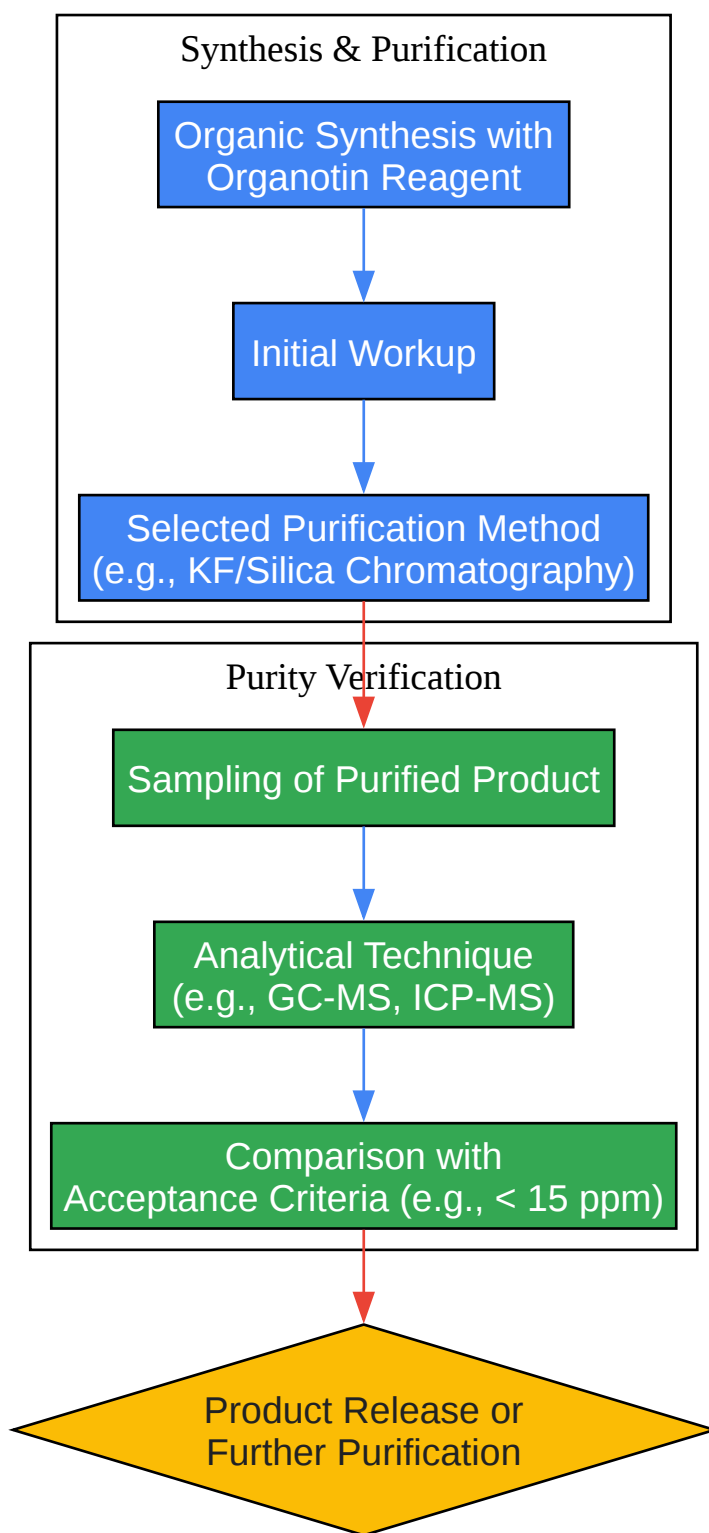 Synthesis & Purification
Organic Synthesis with
Organotin Reagent
Initial Workup
Selected Purification Method
(e.g., KF/Silica Chromatography)
Purity Verification
Sampling of Purified Product
Analytical Technique
(e.g., GC-MS, ICP-MS)
Comparison with
Acceptance Criteria (e.g., < 15 ppm)
Product Release or
Further Purification